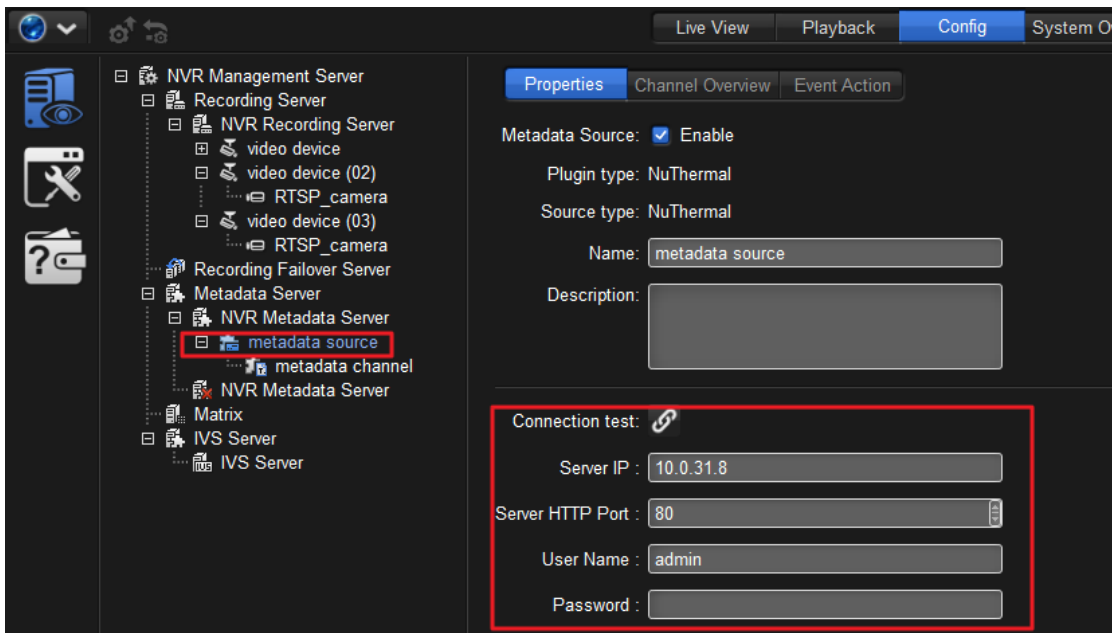 Live View
Playback
Config
System O
NVR Management Server
Recording Server
NVR Recording Server
video device
video device (02)
RTSP_camera
video device (03)
RTSP_camera
Recording Failover Server
Metadata Server
NVR Metadata Server
metadata source
metadata channel
NVR Metadata Server
Matrix
IVS Server
IVS Server
Properties
Channel Overview
Event Action
Metadata Source: Enable
Plugin type: NuThermal
Source type: NuThermal
Name: metadata source
Description:
Connection test:
Server IP : 10.0.31.8
Server HTTP Port : 80
User Name : admin
Password :